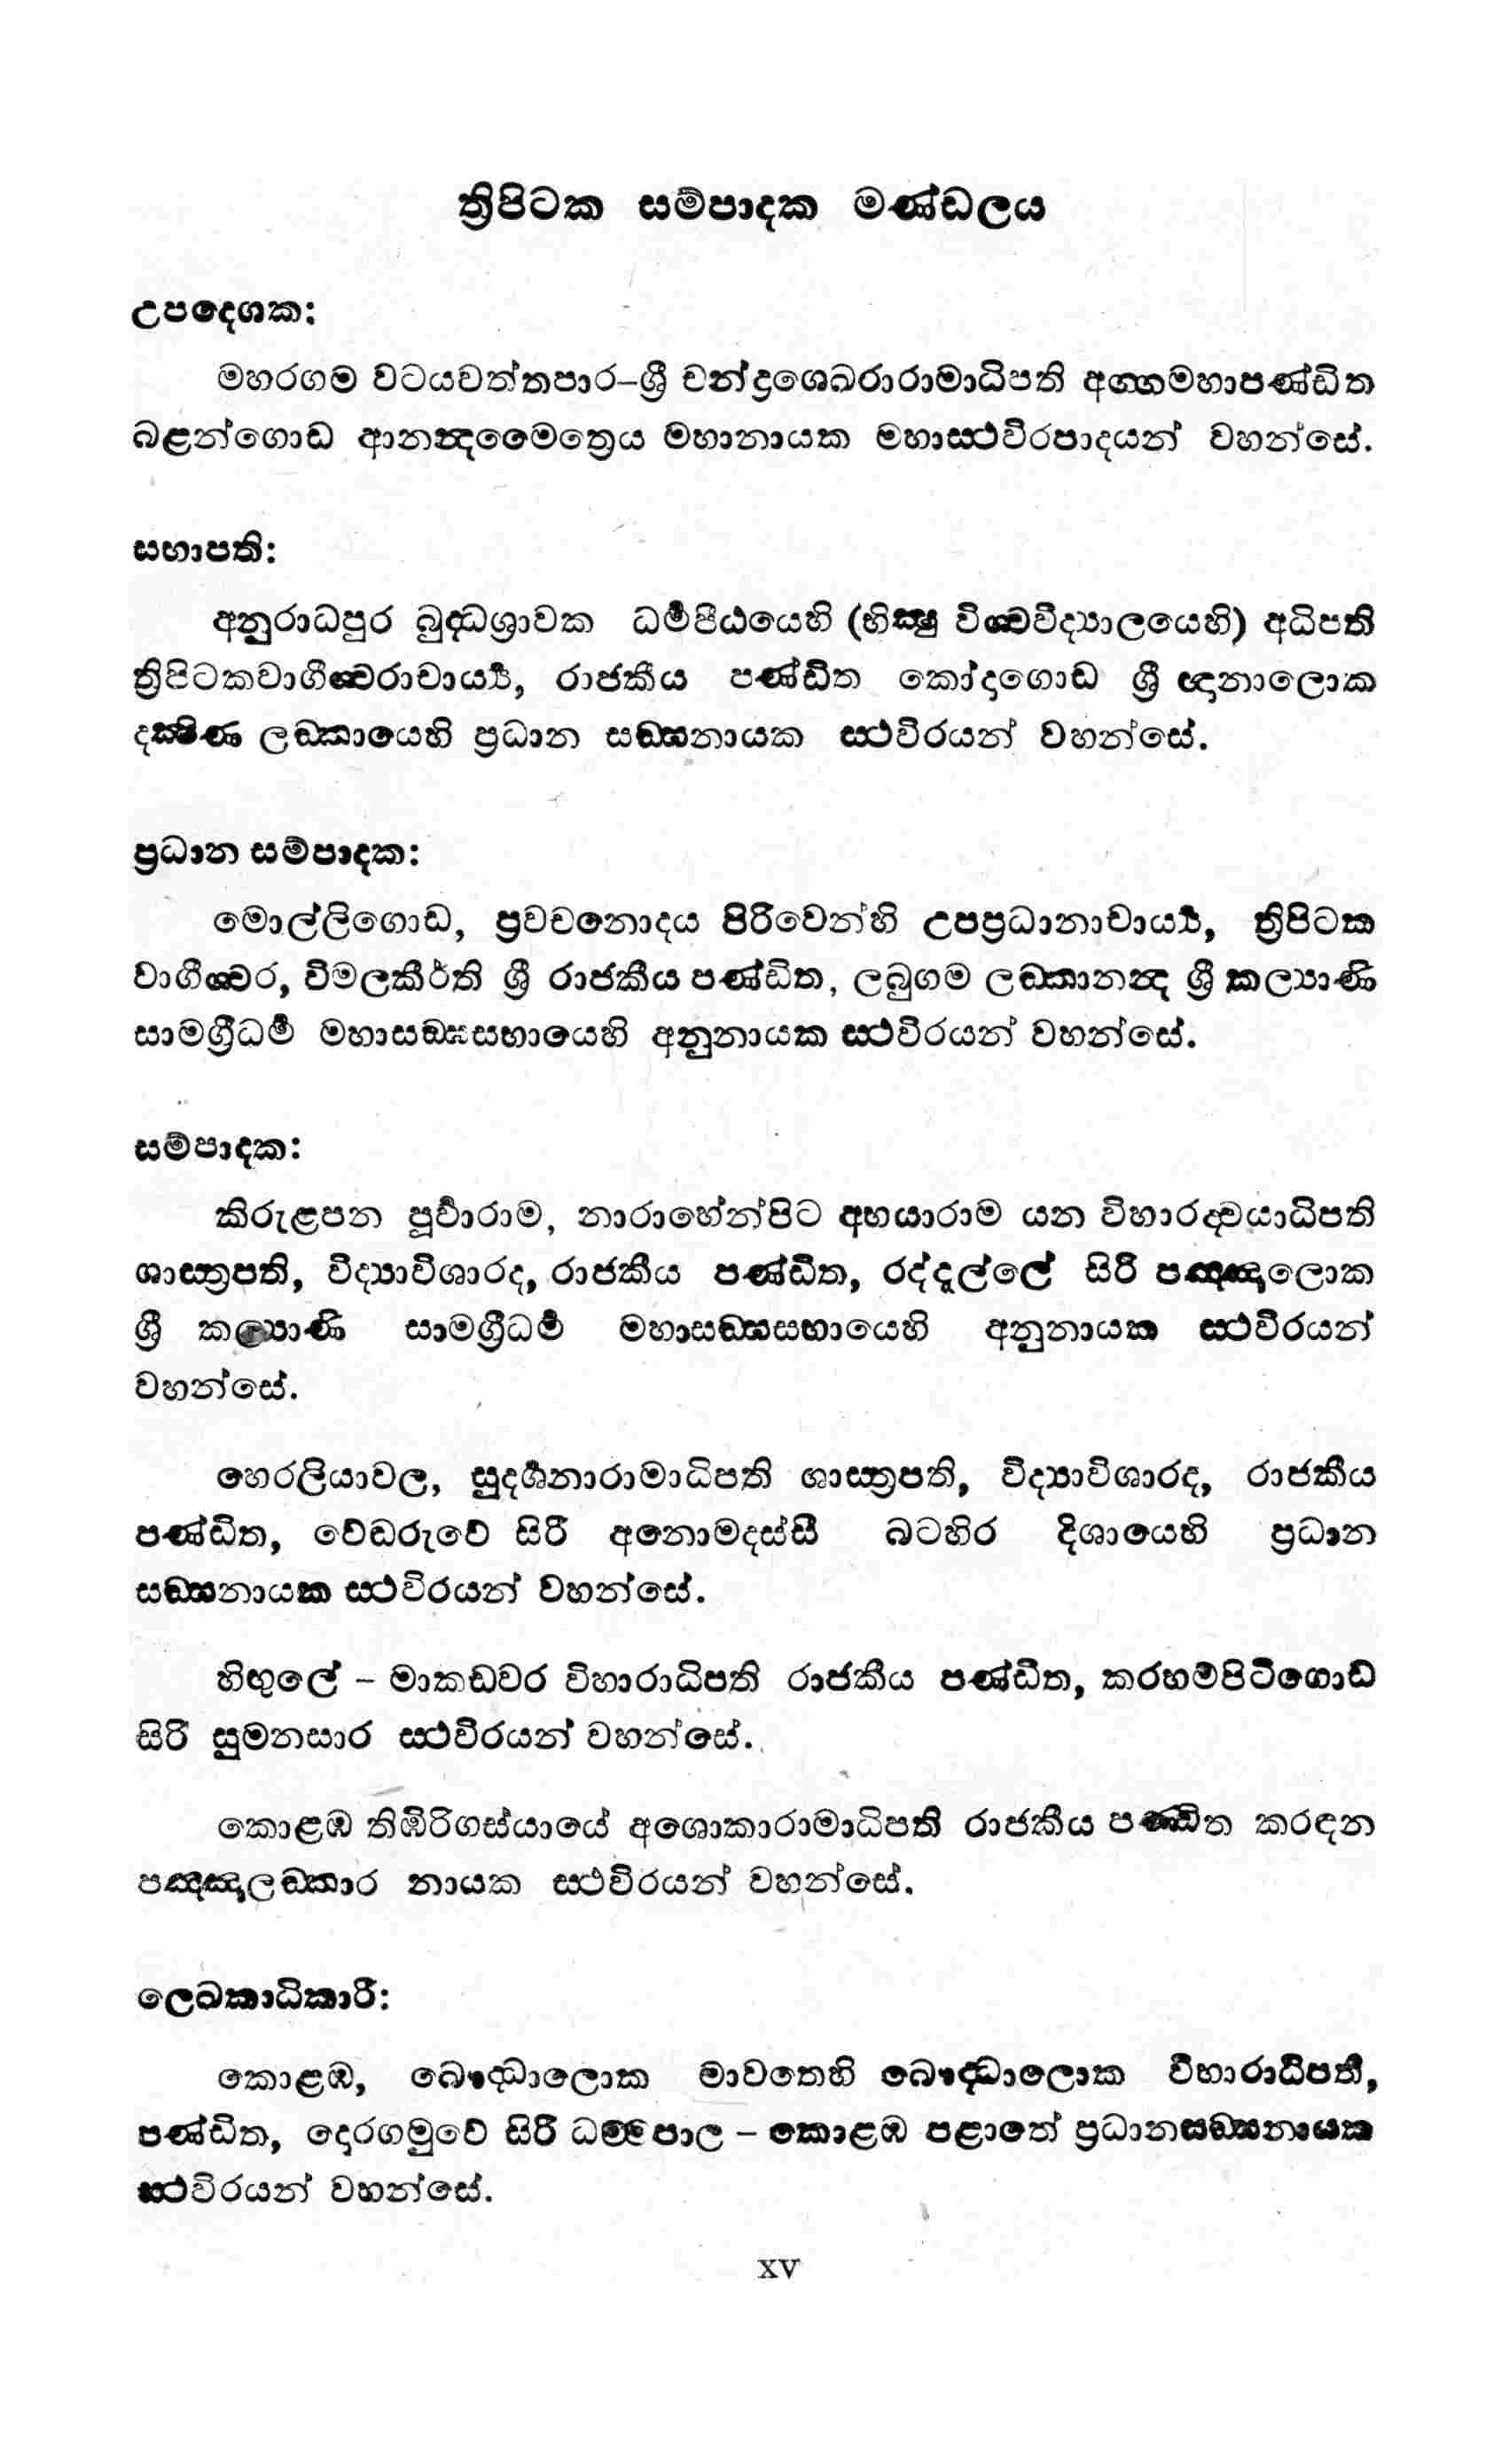 ත්‍රිපිටක සම්පාදක මණ්ඩලය
උපදෙශක:
මහරගම වටයවත්තපාර–ශ්‍රී චන්ද්‍රශෙඛරාරාමාධිපති අග්‍ගමහාපණ්ඩිත
බළන්ගොඩ ආනන්‍දමෛත්‍රෙය මහානායක මහාස්‍ථවිරපාදයන් වහන්සේ.
සභාපති:
අනුරාධපුර බුද්‍ධශ්‍රාවක ධර්‍මපීඨයෙහි (භික්‍ෂු විශ්‍වවිද්‍යාලයෙහි) අධිපති
ත්‍රිපිටකවාගීශ්‍වරාචාර්‍ය්‍ය, රාජකීය පණ්ඩිත කෝදාගොඩ ශ්‍රී ඥානාලොක
දක්‍ෂිණ ලඞ්කායෙහි ප්‍රධාන සඞ්ඝනායක ස්‍ථවිරයන් වහන්සේ.
ප්‍රධාන සම්පාදක:
මොල්ලිගොඩ, ප්‍රවචනොදය පිරිවෙන්හි උපප්‍රධානාචාර්‍ය්‍ය, ත්‍රිපිටක
වාගීශ්‍වර, විමලකීර්ති ශ්‍රී රාජකීය පණ්ඩිත, ලබුගම ලඞ්කානන්‍ද ශ්‍රී කල්‍යාණි
සාමග්‍රීධර්‍ම මහාසඞ්ඝසභායෙහි අනුනායක ස්‍ථවිරයන් වහන්සේ.
සම්පාදක:
කිරුළපන පූර්‍වාරාම, නාරාහේන්පිට අභයාරාම යන විහාරද්‍වයාධිපති
ශාස්‍ත්‍රපති, විද්‍යාවිශාරද, රාජකීය පණ්ඩිත, රද්දැල්ලේ සිරි පඤ්ඤාලොක
ශ්‍රී කල්‍යාණි සාමග්‍රීධර්‍ම මහාසඞ්ඝසභායෙහි අනුනායක ස්‍ථවිරයන්
වහන්සේ.
හෙරලියාවල, සුදර්‍ශනාරාමාධිපති ශාස්‍ත්‍රපති, විද්‍යාවිශාරද, රාජකීය
පණ්ඩිත, වේඩරුවේ සිරි අනොමදස්සී බටහිර දිශායෙහි ප්‍රධාන
සඞ්ඝනායක ස්‍ථවිරයන් වහන්සේ.
හිඟුලේ – මාකඩවර විහාරාධිපති රාජකීය පණ්ඩිත, කරහම්පිටිගොඩ
සිරි සුමනසාර ස්‍ථවිරයන් වහන්සේ.
කොළඹ තිඹිරිගස්යායේ අශොකාරාමාධිපති රාජකීය පණ්ඩිත කරඳන
පඤ්ඤාලඞ්කාර නායක ස්‍ථවිරයන් වහන්සේ.
ලෙඛකාධිකාරී:
කොළඹ, බෞද්‍ධාලොක මාවතෙහි බෞද්‍ධාලොක විහාරාධිපති,
පණ්ඩිත, දොරගමුවේ සිරි ධම්මපාල – කොළඹ පළාතේ ප්‍රධානසඞ්ඝනායක
ස්‍ථවිරයන් වහන්සේ.
xv